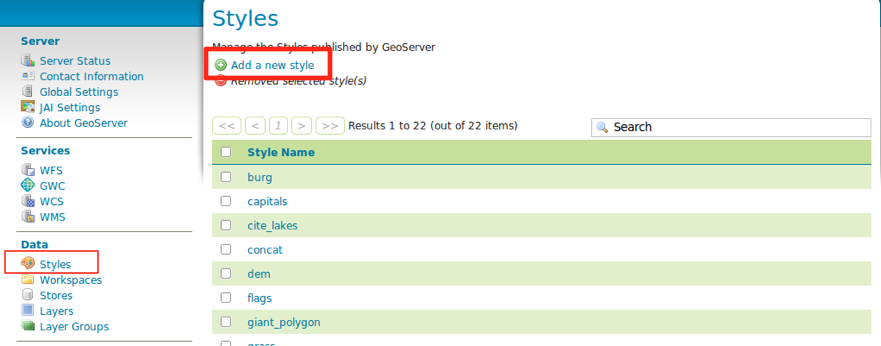 Styles
Manage the Styles published by GeoServer
Add a new style
Removed selected style(s)
<< < 1 > >> Results 1 to 22 (out of 22 items)
Search
Style Name
burg
capitals
cite_lakes
concat
dem
flags
giant_polygon
grass
Server
Server Status
Contact Information
Global Settings
JAI Settings
About GeoServer
Services
WFS
GWC
WCS
WMS
Data
Styles
Workspaces
Stores
Layers
Layer Groups